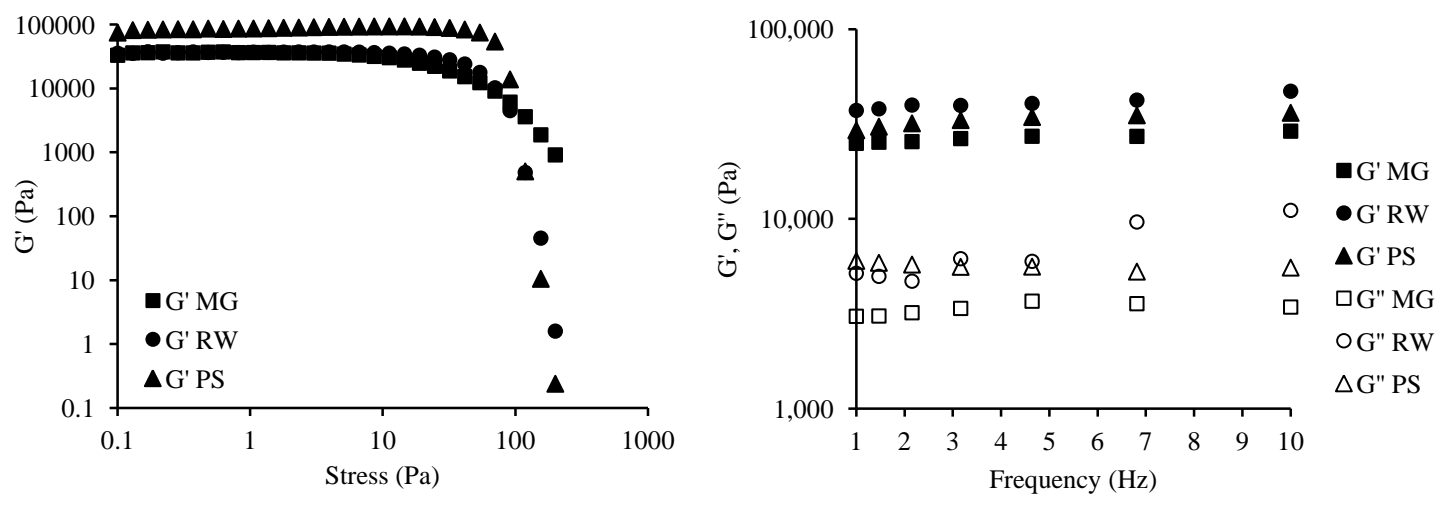 100000
10000
1000
100
10
1
0.1
G' (Pa)
G' MG
G' RW
G' PS
0.1 1 10 100 1000
Stress (Pa)
100,000
10,000
1,000
G', G'' (Pa)
1 2 3 4 5 6 7 8 9 10
Frequency (Hz)
G' MG
G' RW
G' PS
G'' MG
G'' RW
G'' PS